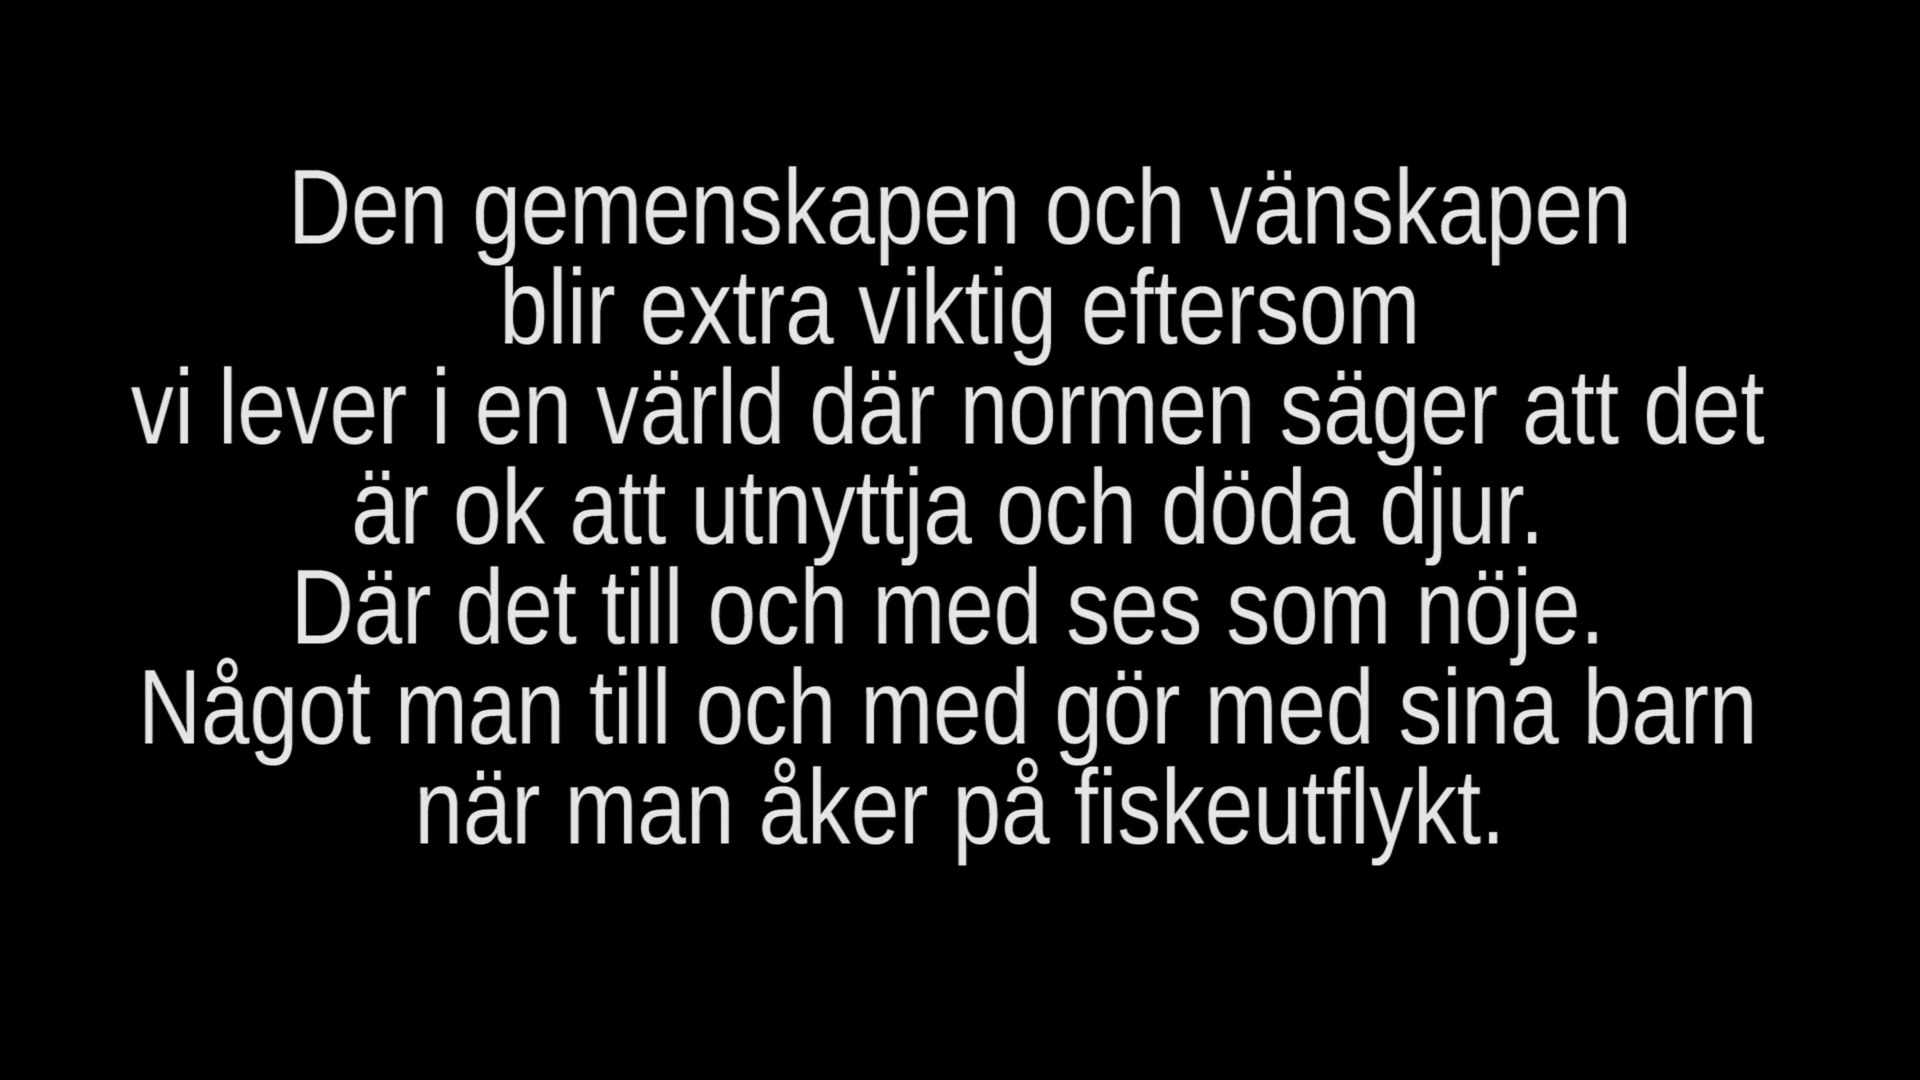 Den gemenskapen och vänskapen
blir extra viktig eftersom
vi lever i en värld där normen säger att det
är ok att utnyttja och döda djur.
Där det till och med ses som nöje.
Något man till och med gör med sina barn
när man åker på fiskeutflykt.